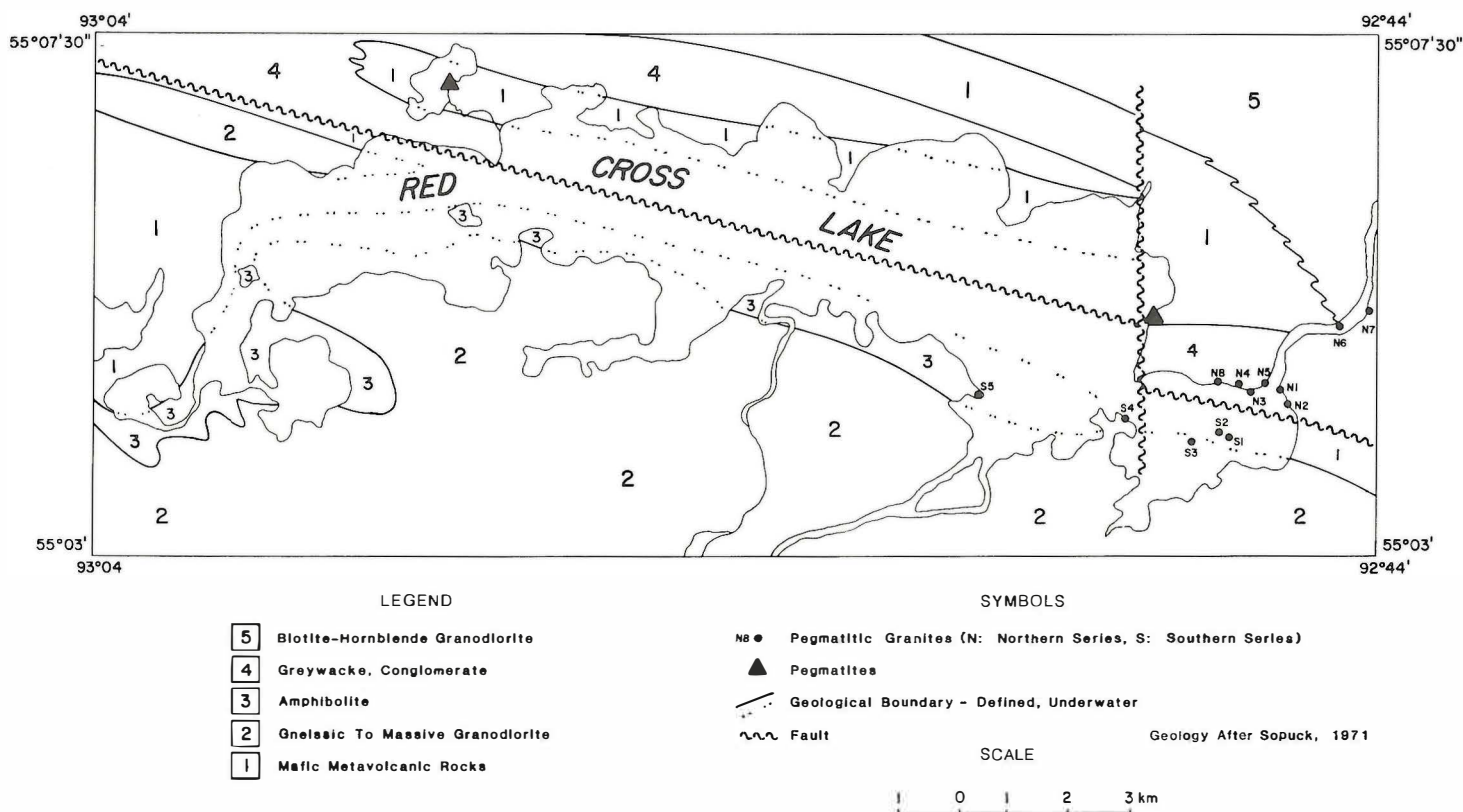 93°04' 92°44'
55°07'30" 55°07'30"
4 1 1 4 1 5
2 1 1 1 1
RED CROSS LAKE
1 3 3 1 1
3 3 4 N6 N7
1 3 2 3 3 S5 N8 N4 N5 N3 N1 N2
3 3 2 S4 S2 S1 S3 1
2 2 2 2
55°03' 55°03'
93°04 92°44'
LEGEND
5 Biotite-Hornblende Granodiorite
4 Greywacke, Conglomerate
3 Amphibolite
2 Gneissic To Massive Granodiorite
1 Mafic Metavolcanic Rocks
SYMBOLS
N8 Pegmatitic Granites (N: Northern Series, S: Southern Series)
Pegmatites
Geological Boundary - Defined, Underwater
Fault
Geology After Sopuck, 1971
SCALE
1 0 1 2 3 km